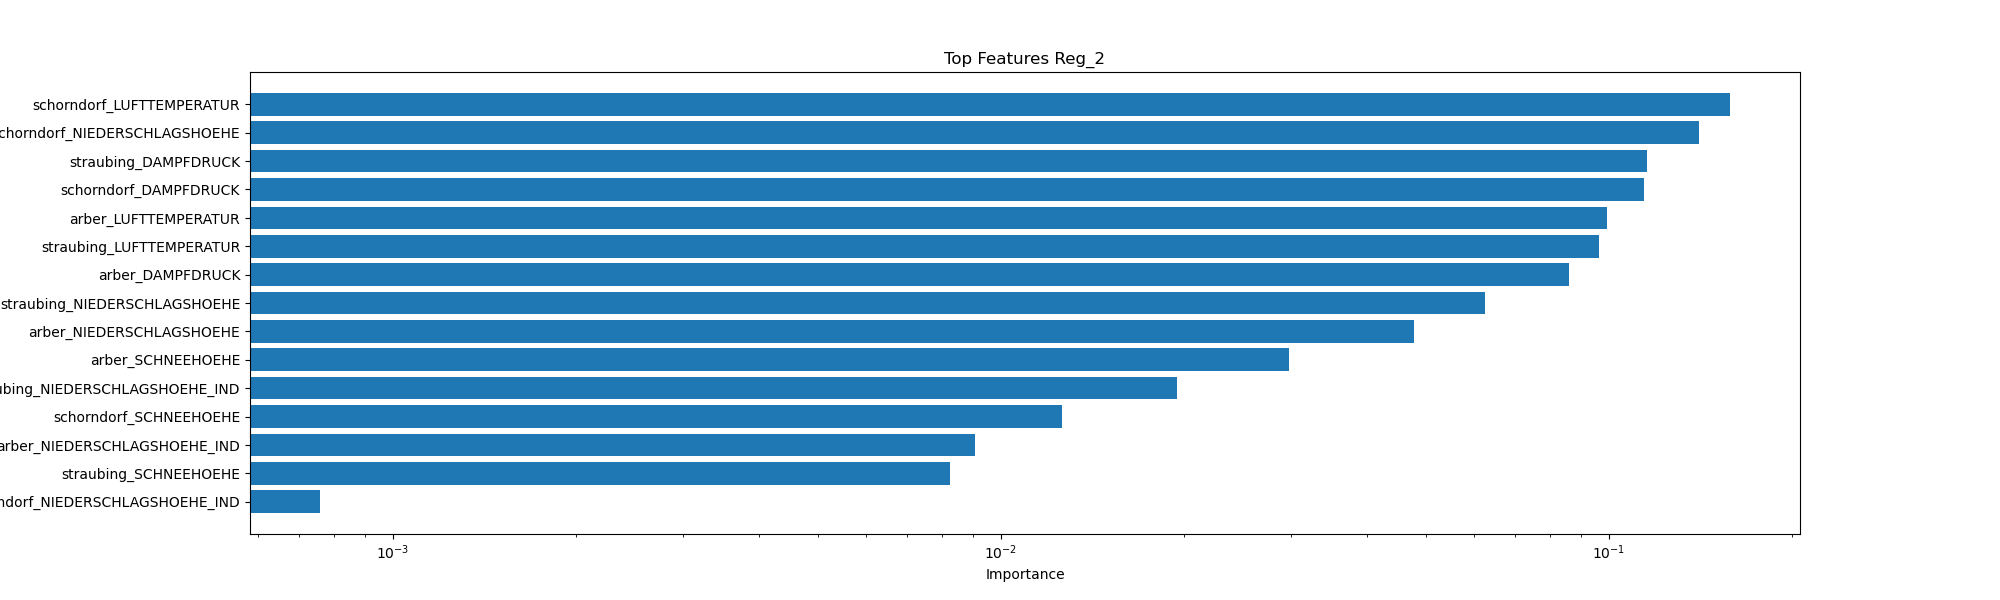 Top Features Reg_2
schorndorf_LUFTTEMPERATUR
chorndorf_NIEDERSCHLAGSHOEHE
straubing_DAMPFDRUCK
schorndorf_DAMPFDRUCK
arber_LUFTTEMPERATUR
straubing_LUFTTEMPERATUR
arber_DAMPFDRUCK
straubing_NIEDERSCHLAGSHOEHE
arber_NIEDERSCHLAGSHOEHE
arber_SCHNEEHOEHE
ubing_NIEDERSCHLAGSHOEHE_IND
schorndorf_SCHNEEHOEHE
arber_NIEDERSCHLAGSHOEHE_IND
straubing_SCHNEEHOEHE
ndorf_NIEDERSCHLAGSHOEHE_IND
10⁻³ 10⁻² 10⁻¹
Importance